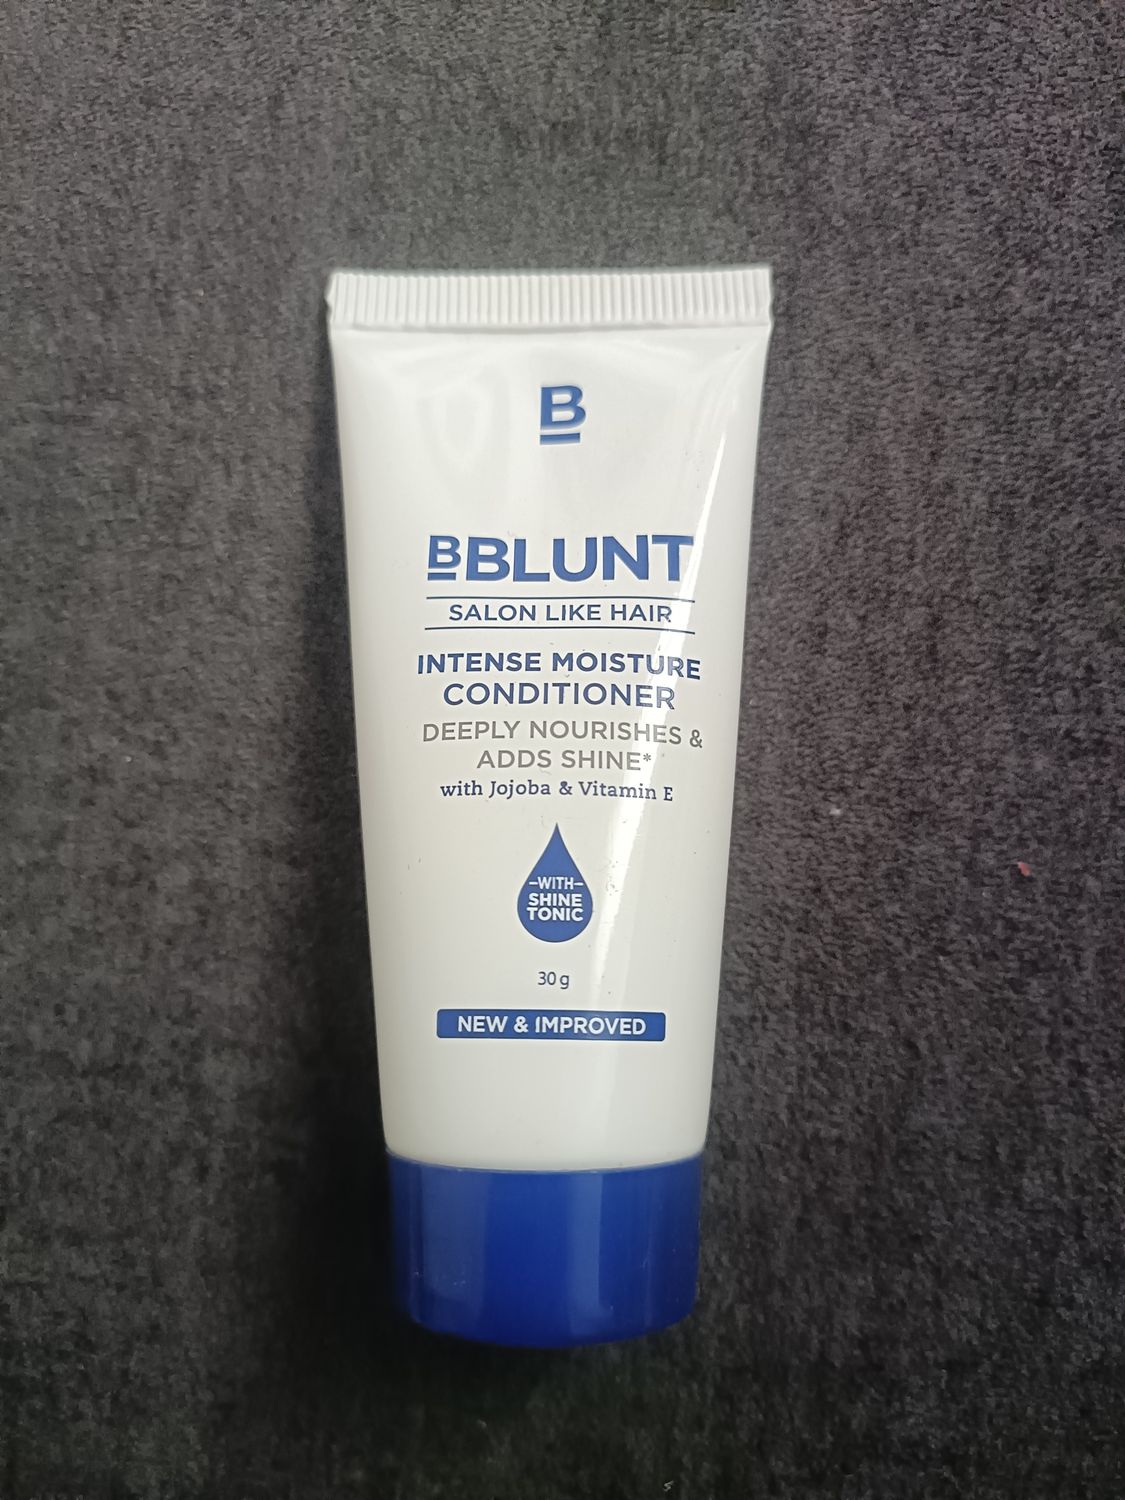 B
BBLUNT
SALON LIKE HAIR
INTENSE MOISTURE
CONDITIONER
DEEPLY NOURISHES &
ADDS SHINE*
with Jojoba & Vitamin E
-WITH-
SHINE
TONIC
30 g
NEW & IMPROVED